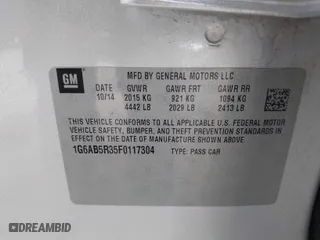 GM
MFD BY GENERAL MOTORS LLC
DATE GVWR GAWR FRT GAWR RR
10/14 2015 KG 921 KG 1094 KG
4442 LB 2029 LB 2413 LB
THIS VEHICLE CONFORMS TO ALL APPLICABLE U.S. FEDERAL MOTOR
VEHICLE SAFETY, BUMPER, AND THEFT PREVENTION STANDARDS
IN EFFECT ON THE DATE OF MANUFACTURE SHOWN ABOVE.
1G6AB5R35F0117304 TYPE: PASS CAR
DREAMBID